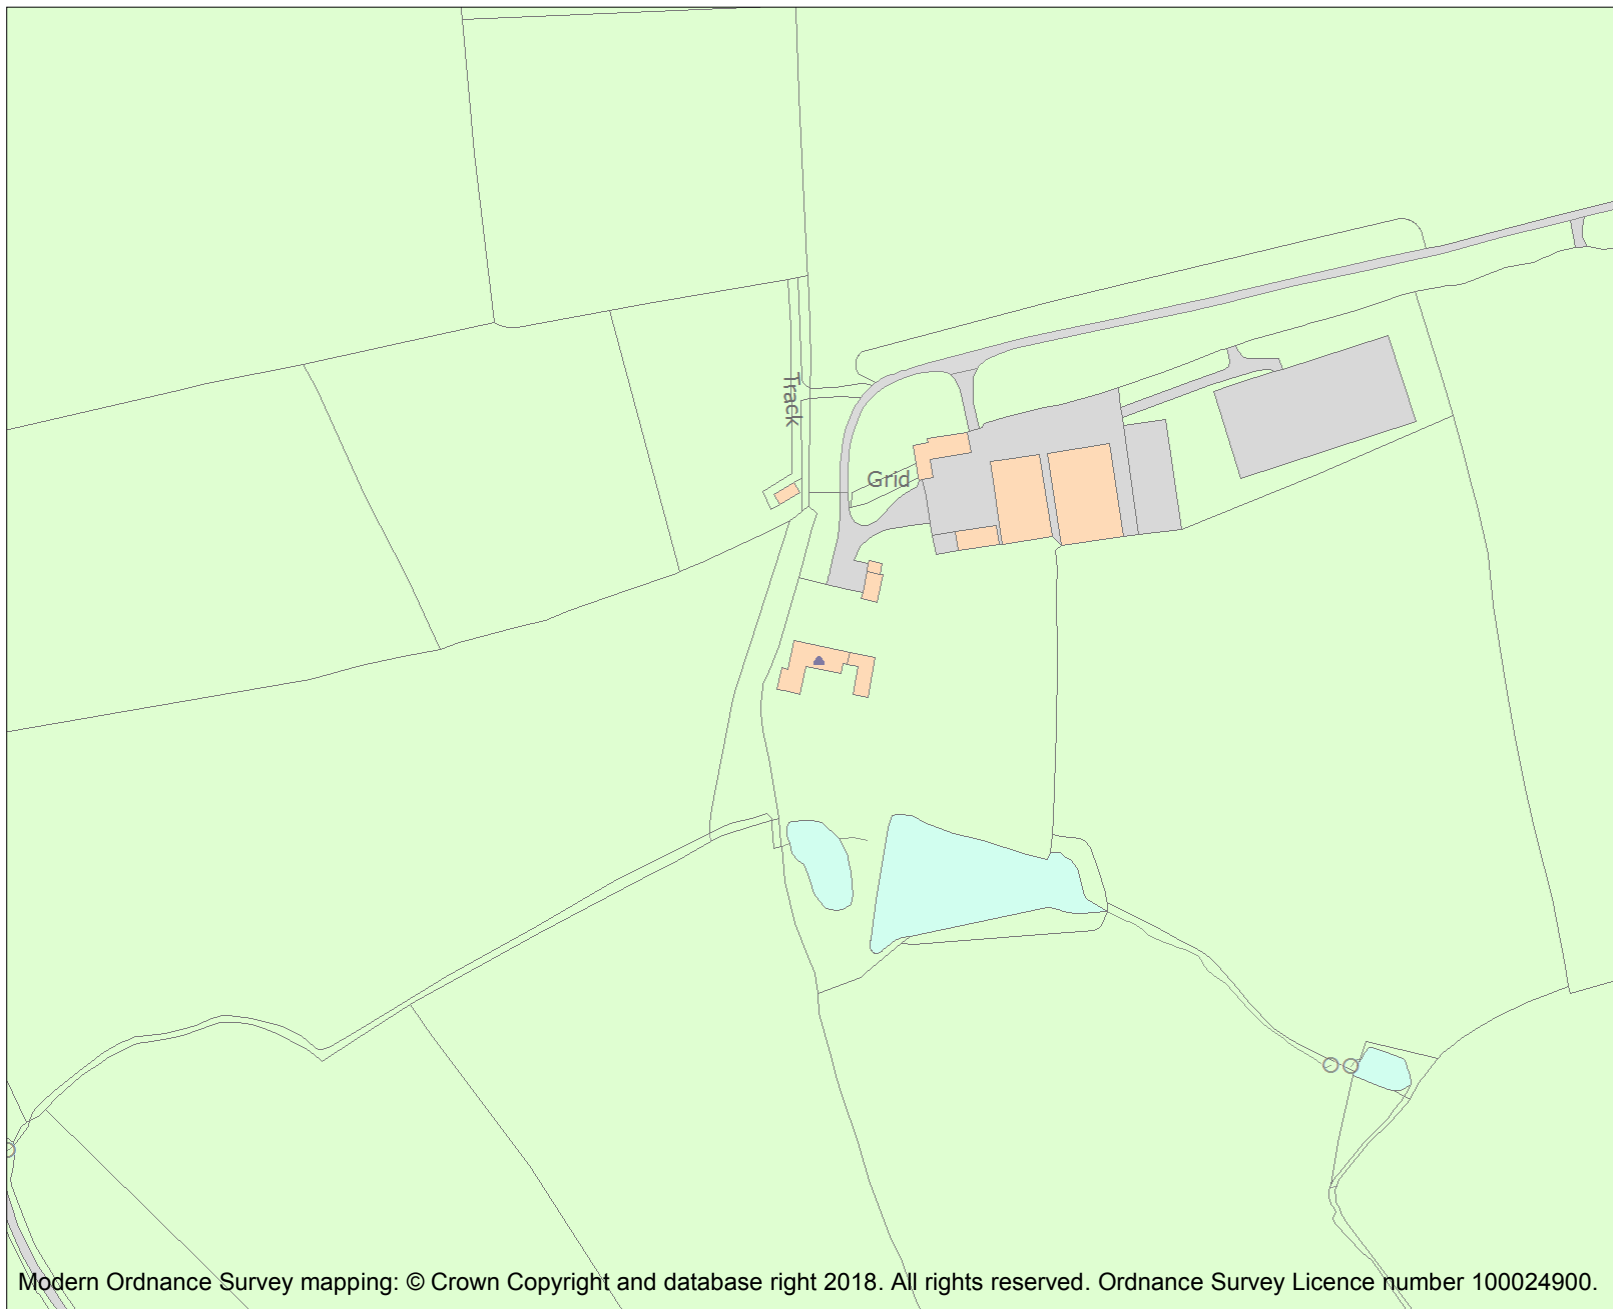 Track
Grid
Modern Ordnance Survey mapping: © Crown Copyright and database right 2018. All rights reserved. Ordnance Survey Licence number 100024900.